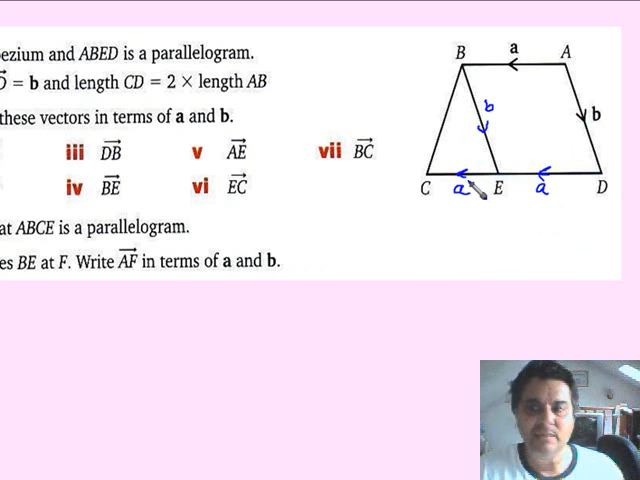 ezium and ABED is a parallelogram.
= b and length CD = 2 × length AB
these vectors in terms of a and b.
iii DB v AE vii BC
iv BE vi EC
at ABCE is a parallelogram.
es BE at F. Write AF in terms of a and b.
B a A
b b
C a E a D